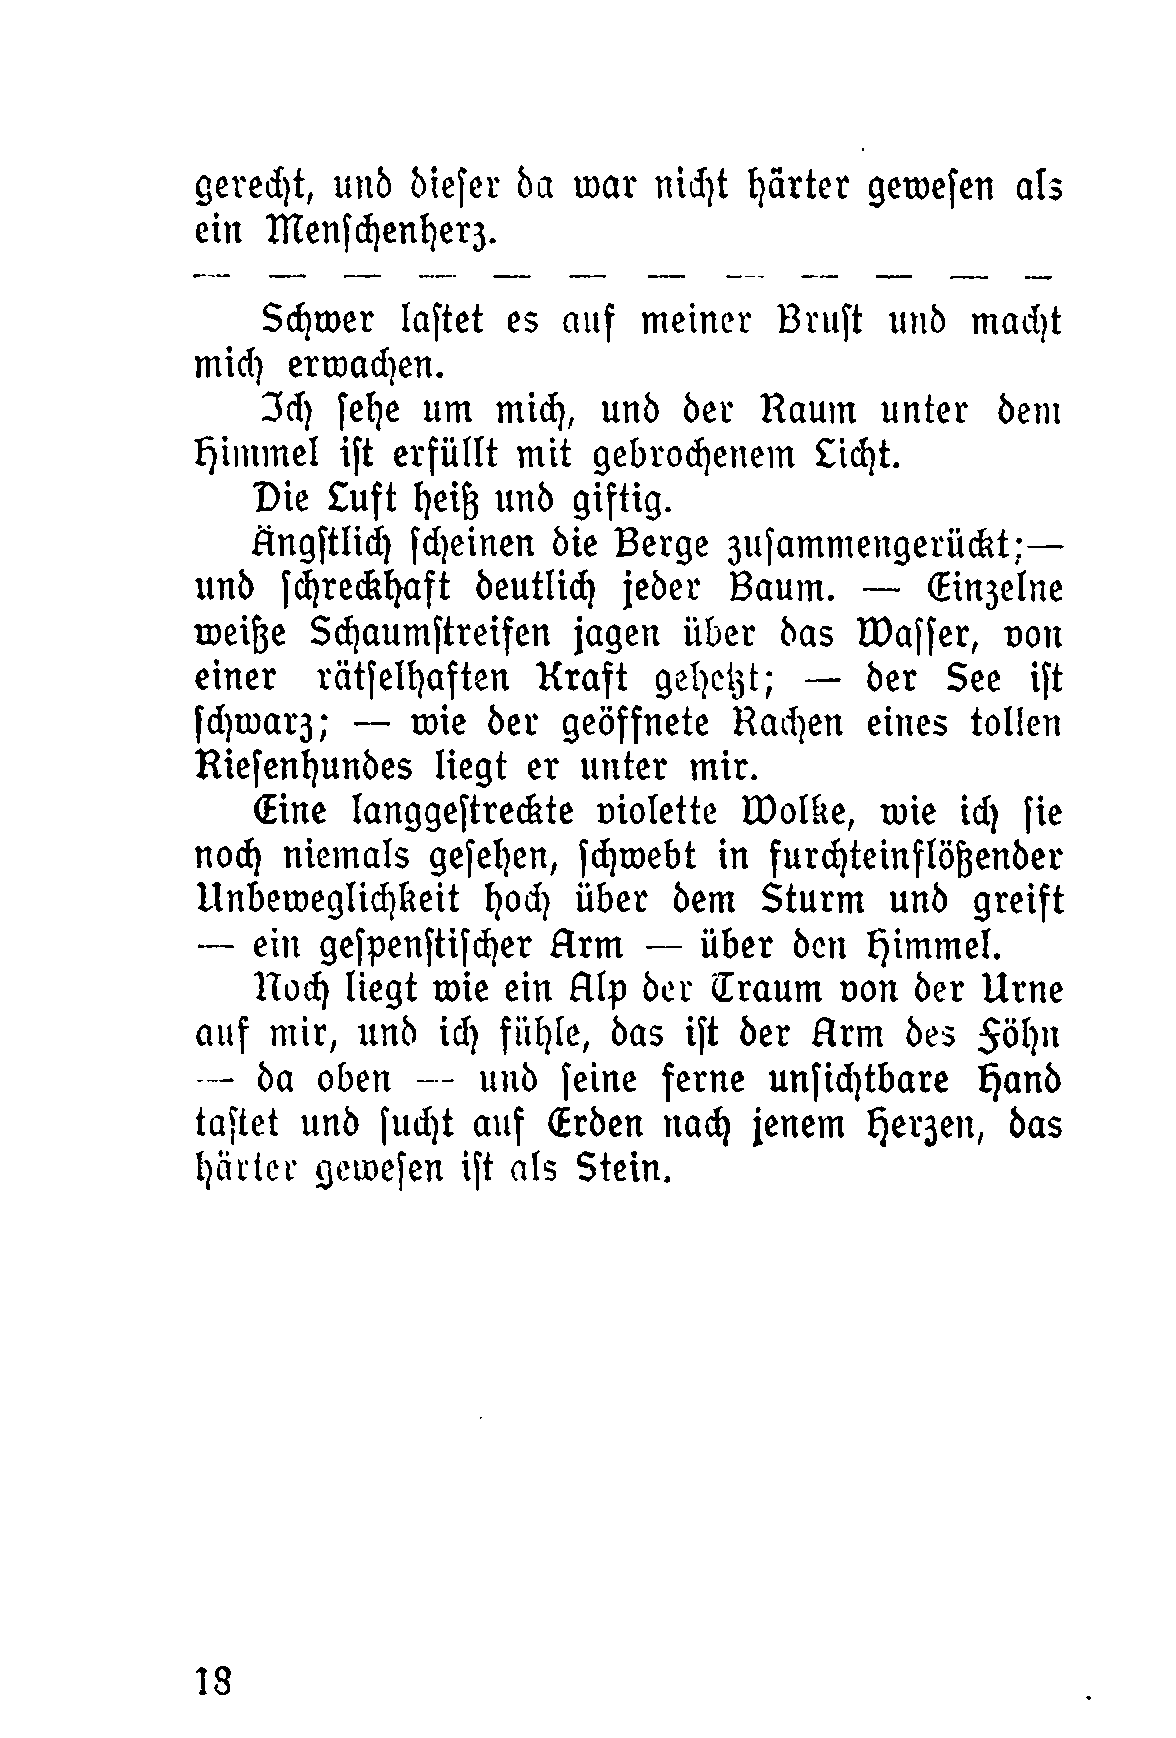 gerecht, und dieſer da war nicht härter geweſen als
ein Menſchenherz.
— — — — — — — — — — — —
Schwer laſtet es auf meiner Bruſt und macht
mich erwachen.
Ich ſehe um mich, und der Raum unter dem
Himmel iſt erfüllt mit gebrochenem Licht.
Die Luft heiß und giftig.
Ängſtlich ſcheinen die Berge zuſammengerückt;—
und ſchreckhaft deutlich jeder Baum. — Einzelne
weiße Schaumſtreifen jagen über das Waſſer, von
einer rätſelhaften Kraft gehetzt; — der See iſt
ſchwarz; — wie der geöffnete Rachen eines tollen
Rieſenhundes liegt er unter mir.
Eine langgeſtreckte violette Wolke, wie ich ſie
noch niemals geſehen, ſchwebt in furchteinflößender
Unbeweglichkeit hoch über dem Sturm und greift
— ein geſpenſtiſcher Arm — über den Himmel.
Noch liegt wie ein Alp der Traum von der Urne
auf mir, und ich fühle, das iſt der Arm des Föhn
— da oben — und ſeine ferne unſichtbare Hand
taſtet und ſucht auf Erden nach jenem Herzen, das
härter geweſen iſt als Stein.
18